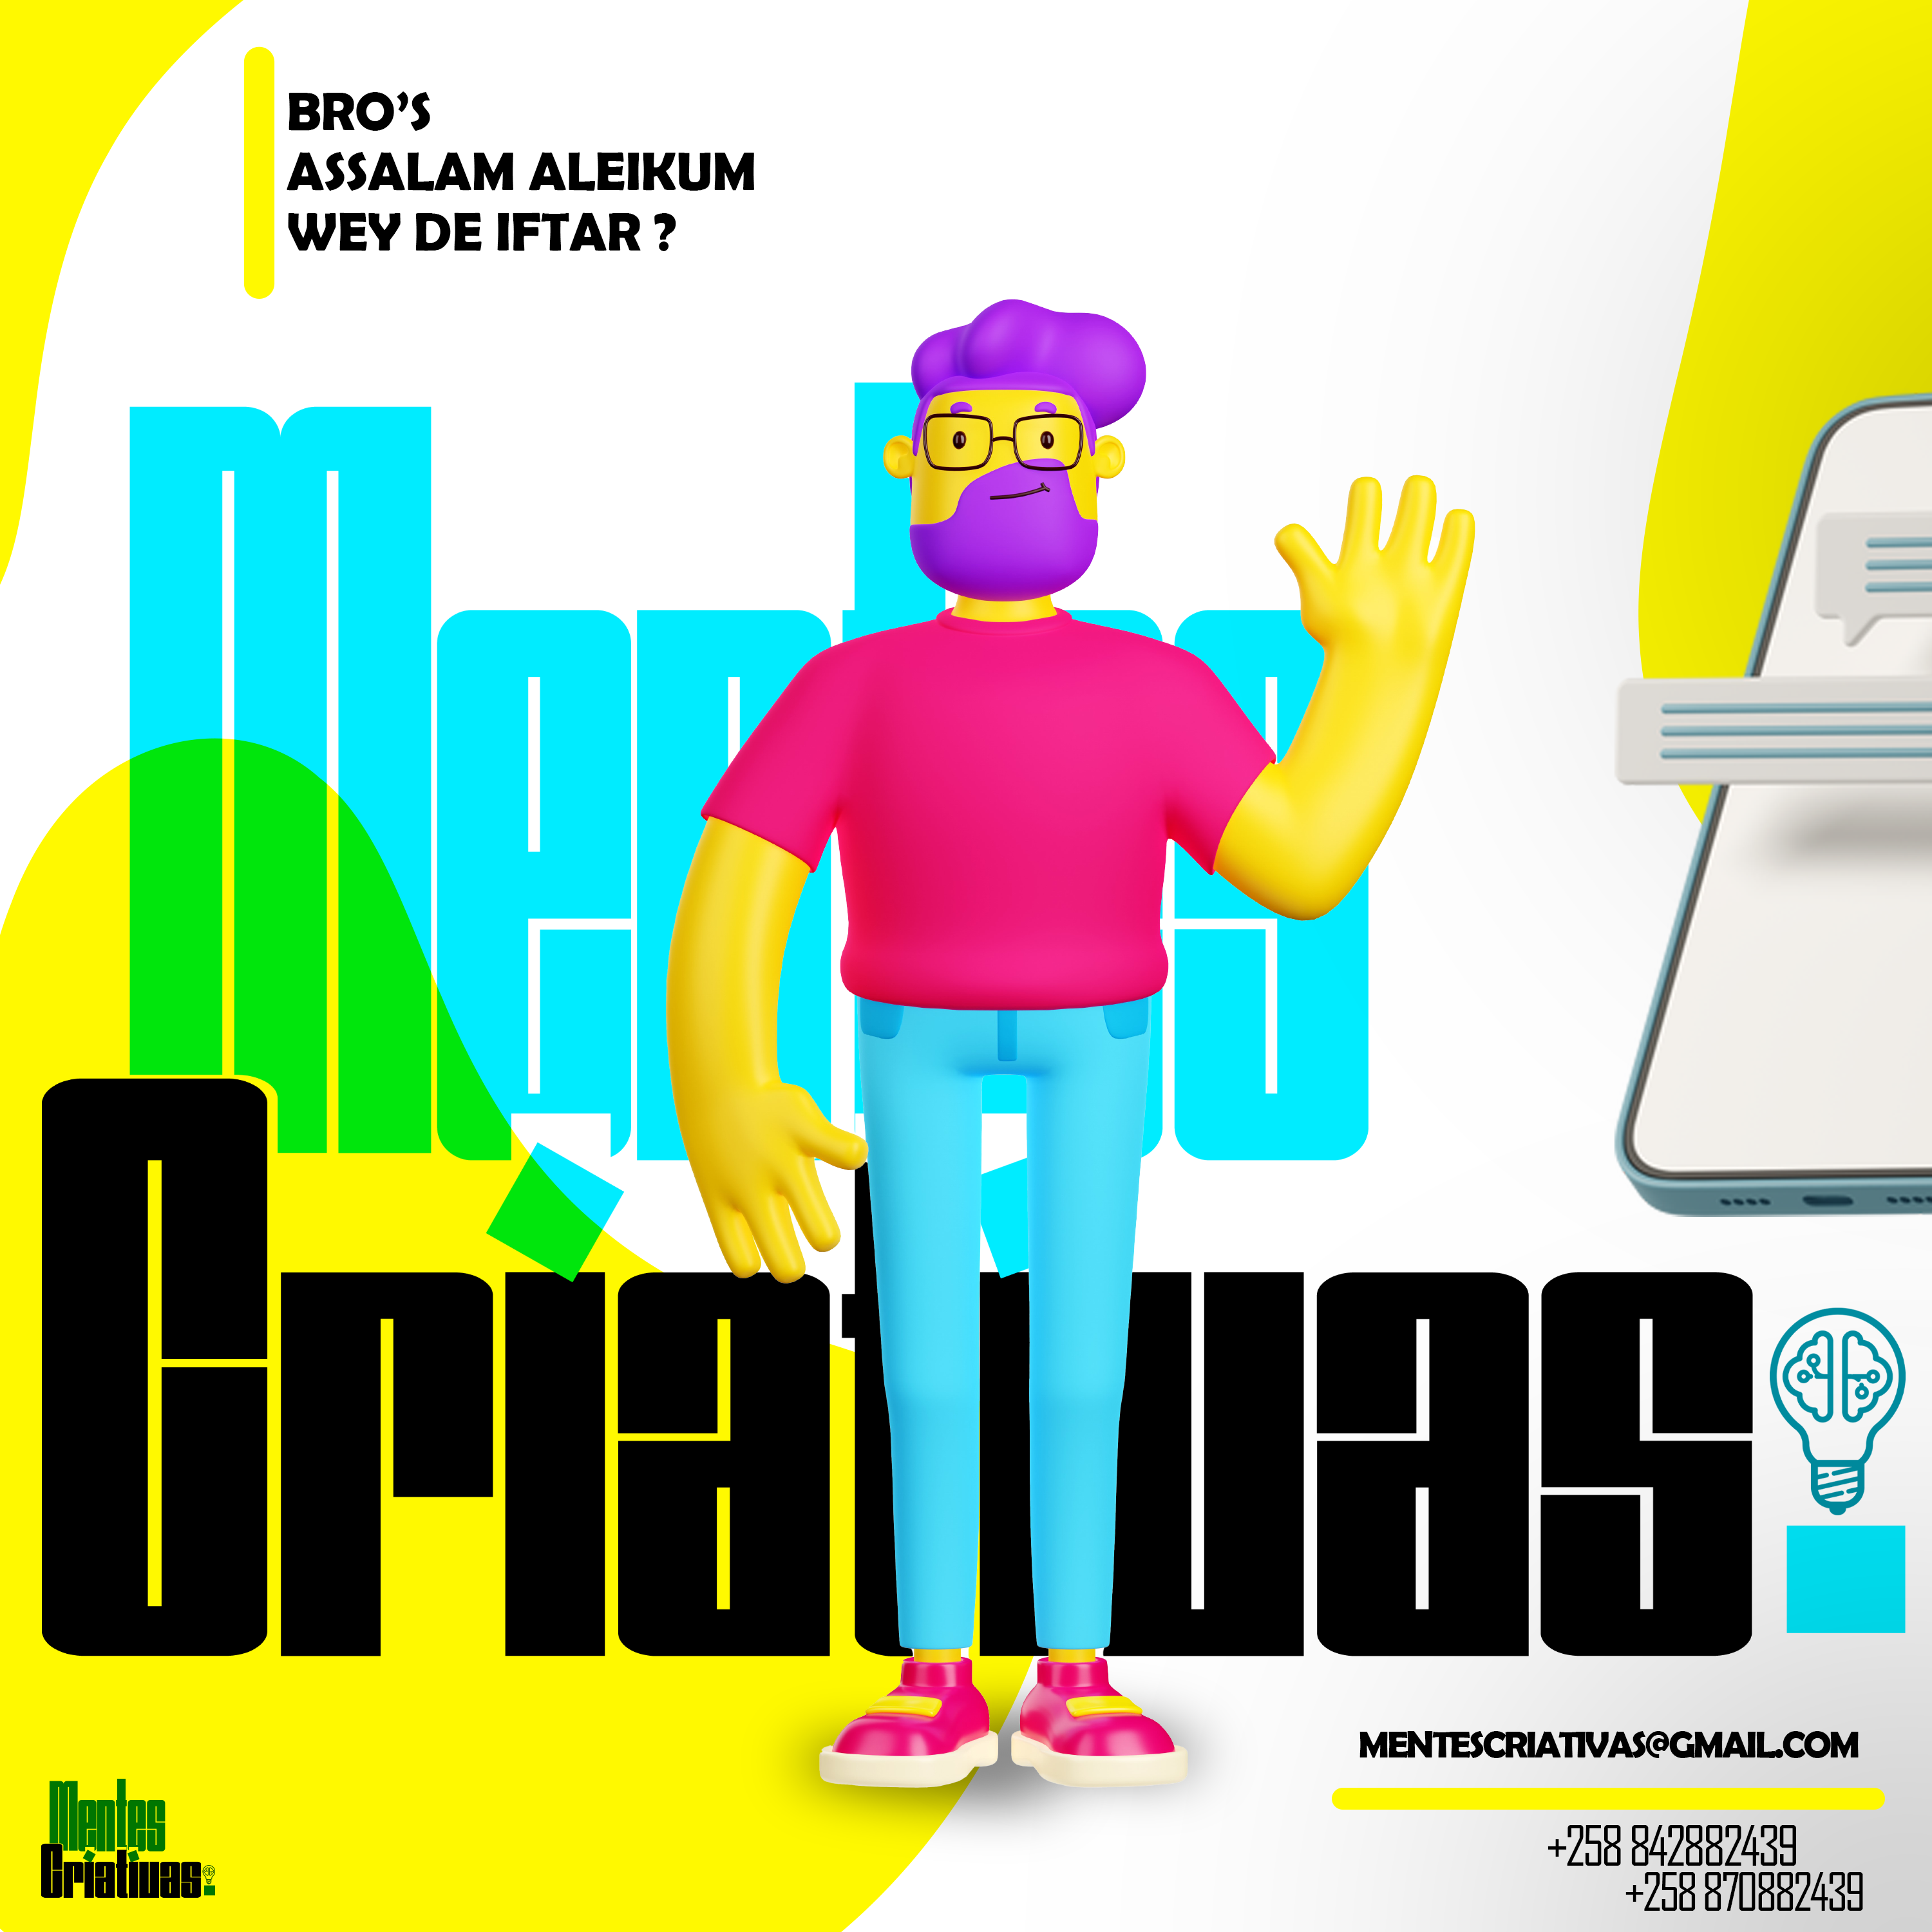 BRO'S
ASSALAM ALEIKUM
WEY DE IFTAR ?
Mentes
Criativas
MENTESCRIATIVAS@GMAIL.COM
+258 842882439
+258 870882439
Mentes
Criativas